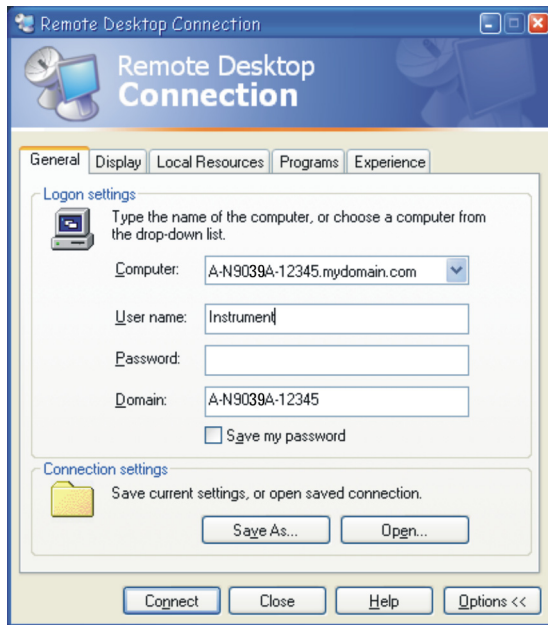 Remote Desktop Connection
Remote Desktop
Connection
General Display Local Resources Programs Experience
Logon settings
Type the name of the computer, or choose a computer from
the drop-down list.
Computer: A-N9039A-12345.mydomain.com
User name: Instrument
Password:
Domain: A-N9039A-12345
Save my password
Connection settings
Save current settings, or open saved connection.
Save As... Open...
Connect Close Help Options <<